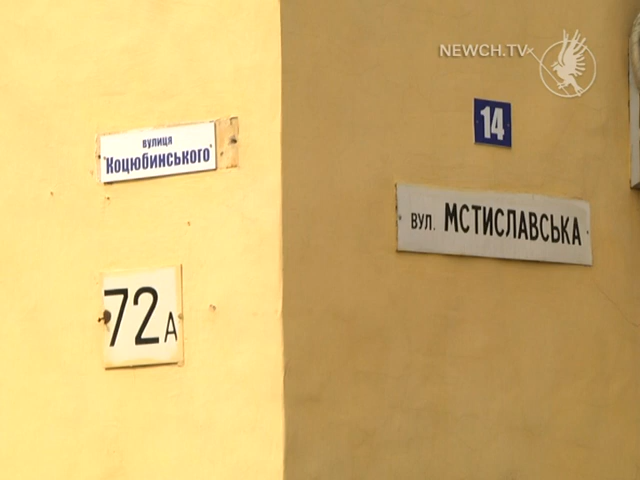 NEWCH.TV
вулиця
Коцюбинського
72А
14
ВУЛ. МСТИСЛАВСЬКА